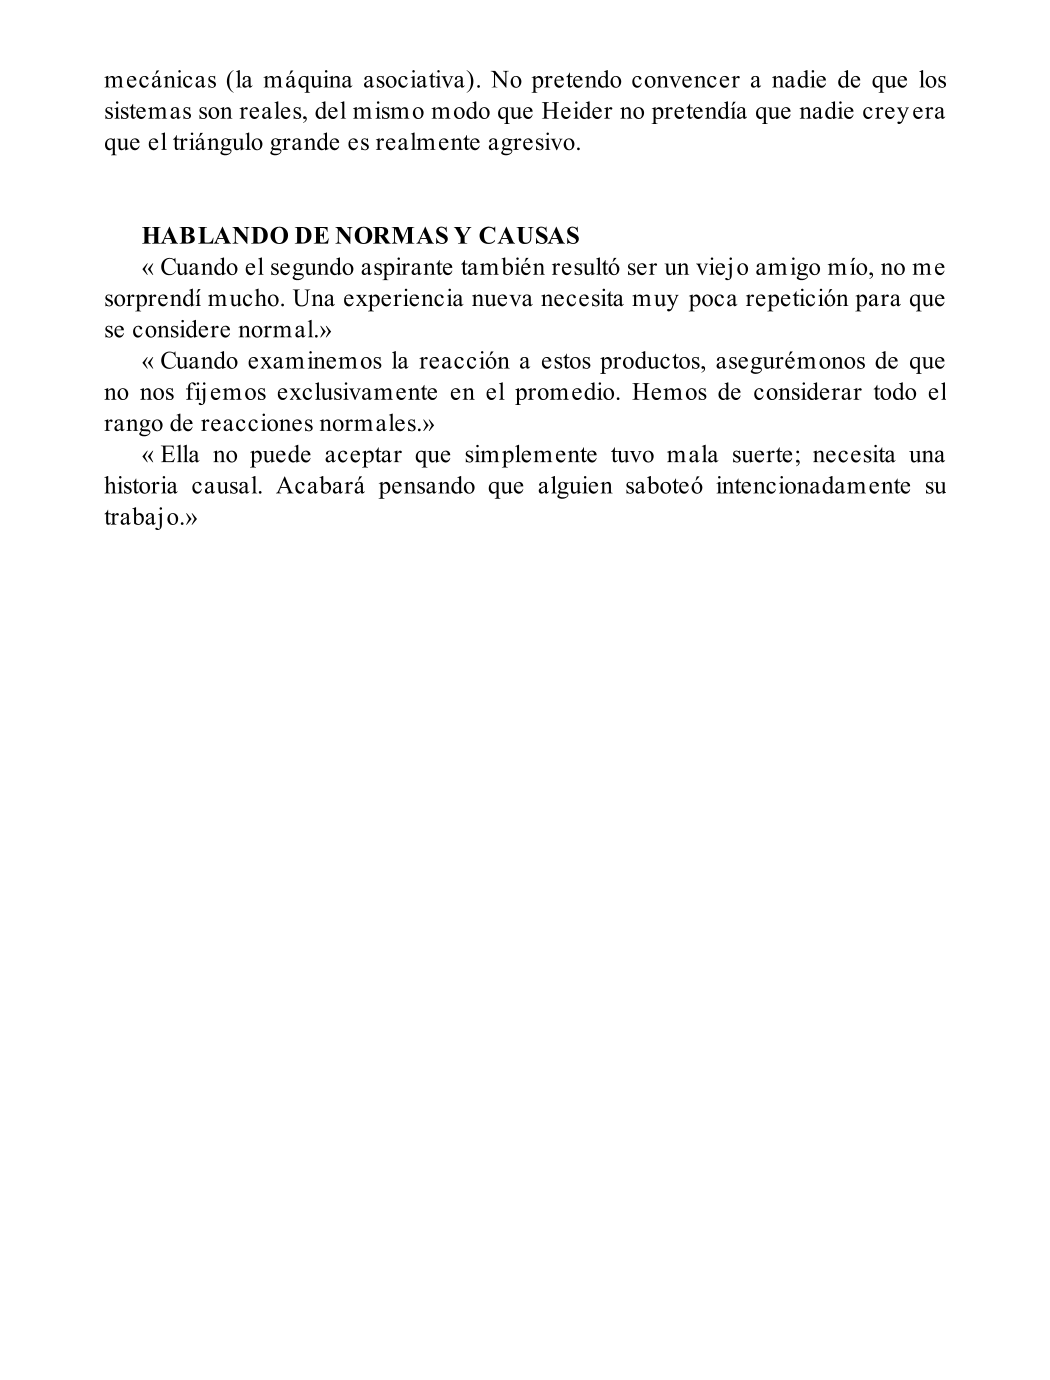 mecánicas (la máquina asociativa). No pretendo convencer a nadie de que los
sistemas son reales, del mismo modo que Heider no pretendía que nadie creyera
que el triángulo grande es realmente agresivo.
HABLANDO DE NORMAS Y CAUSAS
«Cuando el segundo aspirante también resultó ser un viejo amigo mío, no me
sorprendí mucho. Una experiencia nueva necesita muy poca repetición para que
se considere normal.»
«Cuando examinemos la reacción a estos productos, asegurémonos de que
no nos fijemos exclusivamente en el promedio. Hemos de considerar todo el
rango de reacciones normales.»
«Ella no puede aceptar que simplemente tuvo mala suerte; necesita una
historia causal. Acabará pensando que alguien saboteó intencionadamente su
trabajo.»